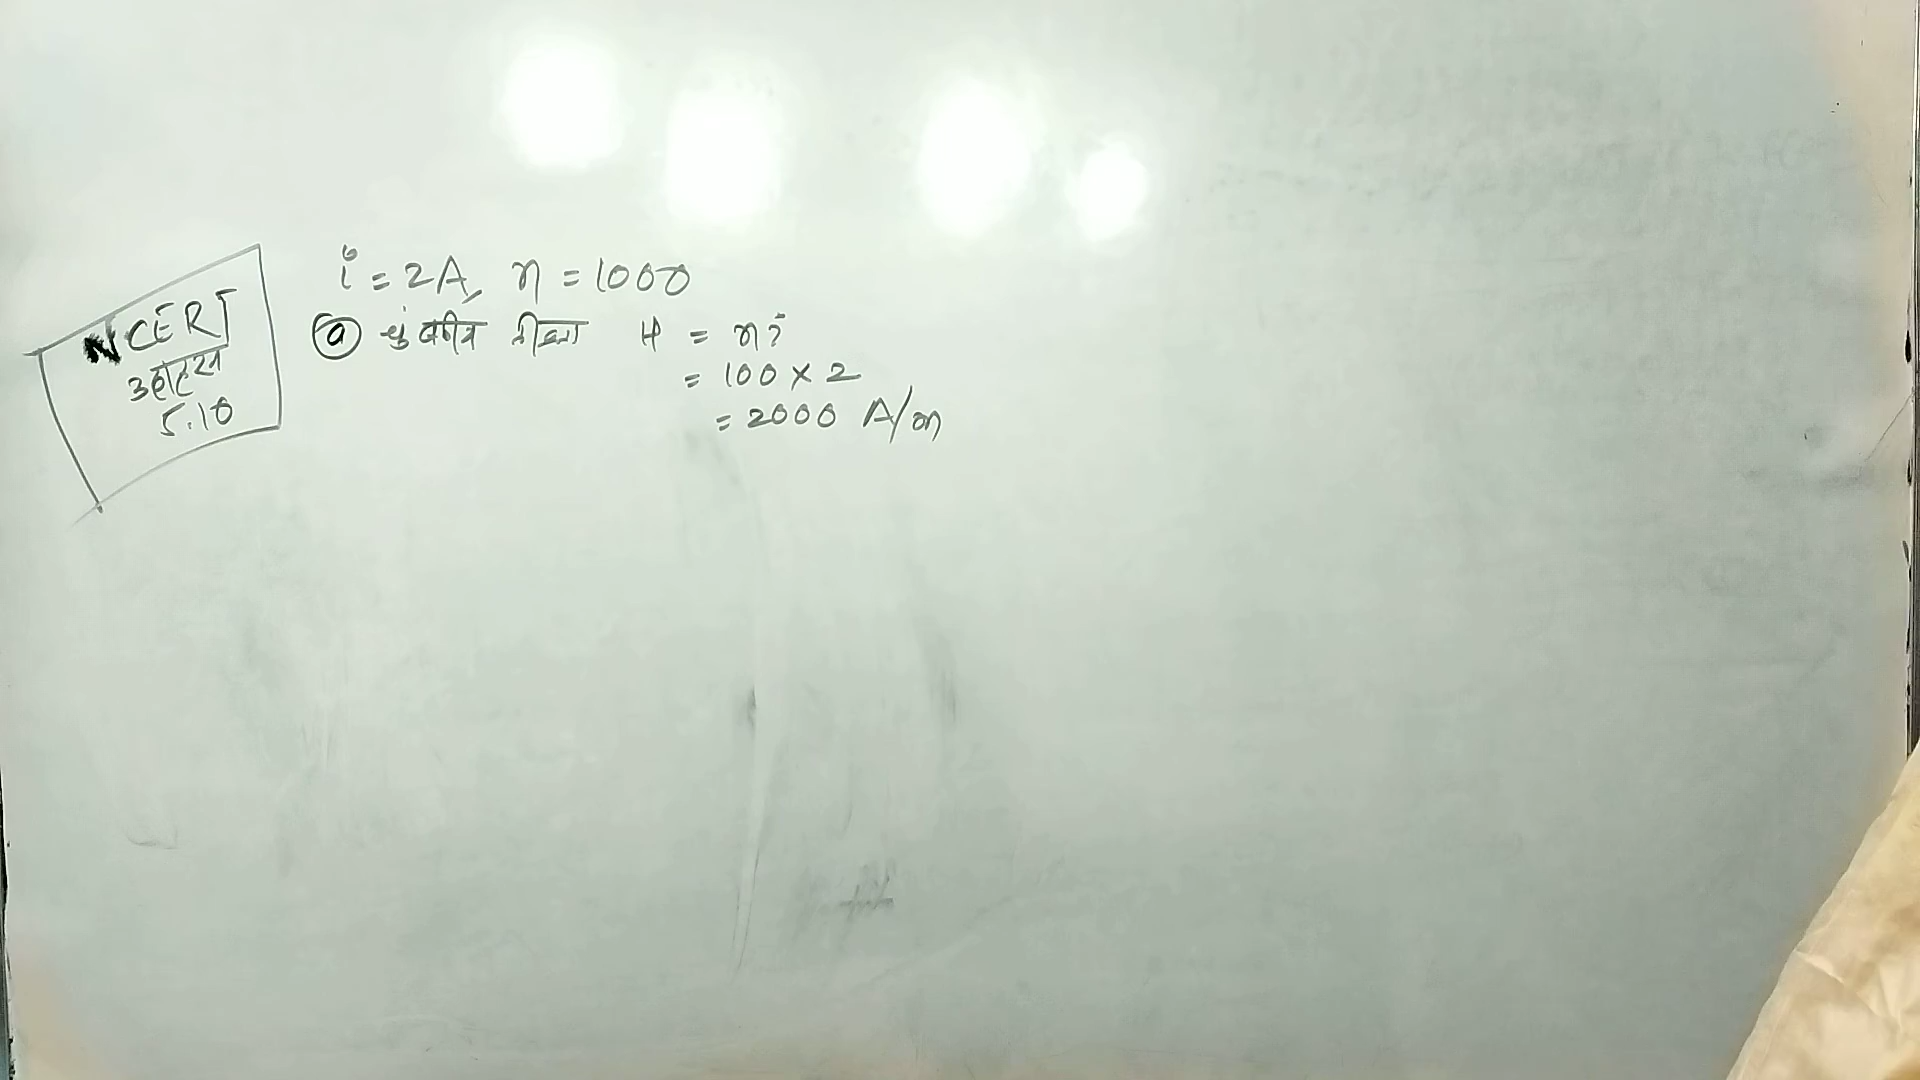 NCERT
उदाहरण
5.10
i = 2A, n = 1000
(a) चुंबकीय तीव्रता H = ni
= 100 × 2
= 2000 A/m